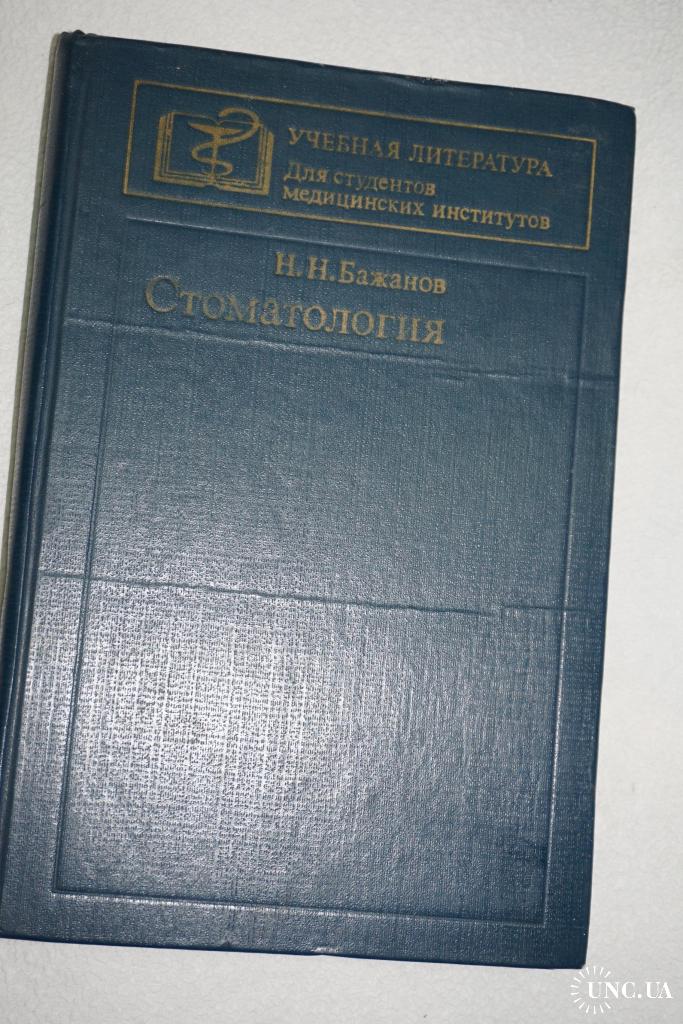 УЧЕБНАЯ ЛИТЕРАТУРА
Для студентов
медицинских институтов
Н.Н.Бажанов
Стоматология
UNC.UA